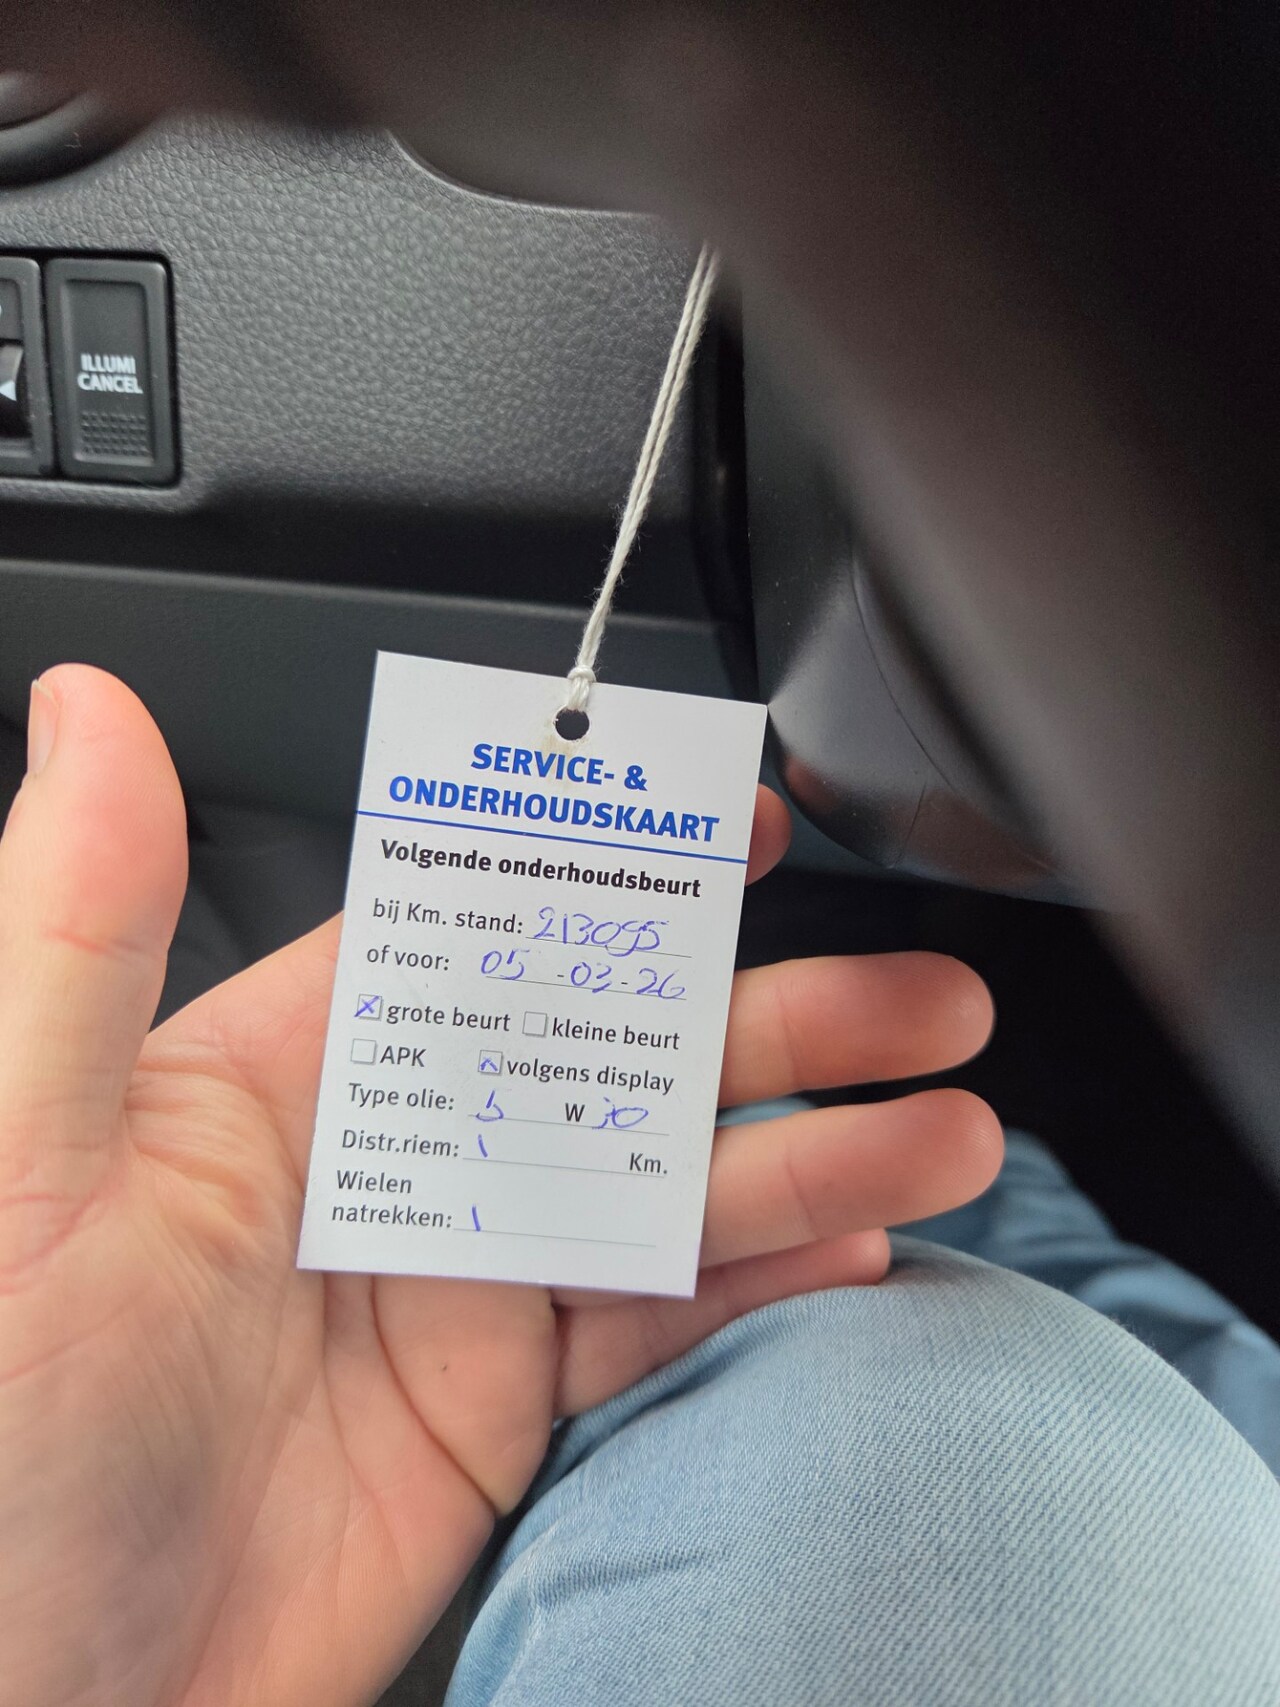 ILLUMI
CANCEL
SERVICE- &
ONDERHOUDSKAART
Volgende onderhoudsbeurt
bij Km. stand: 213095
of voor: 05-03-26
grote beurt kleine beurt
APK volgens display
Type olie: 5 W 30
Distr.riem: \ Km.
Wielen
natrekken: \